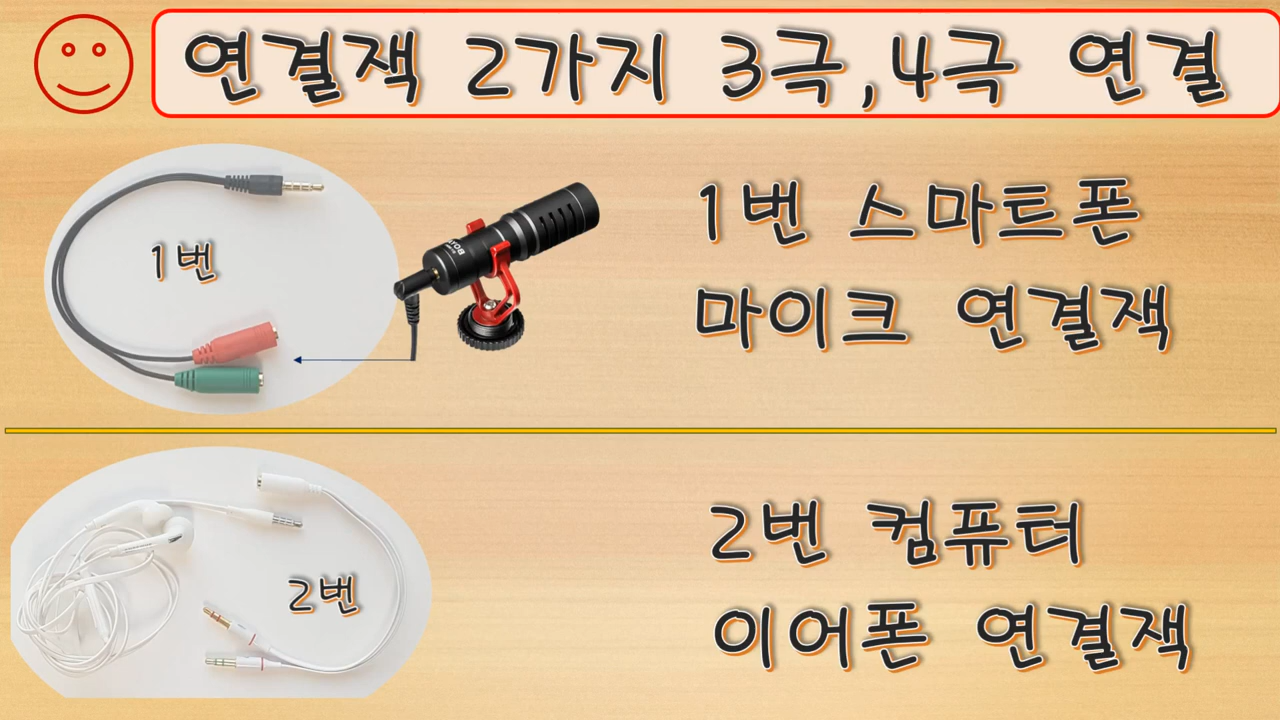 연결잭 2가지 3극,4극 연결
1번
BOYA
1번 스마트폰
마이크 연결잭
2번
2번 컴퓨터
이어폰 연결잭